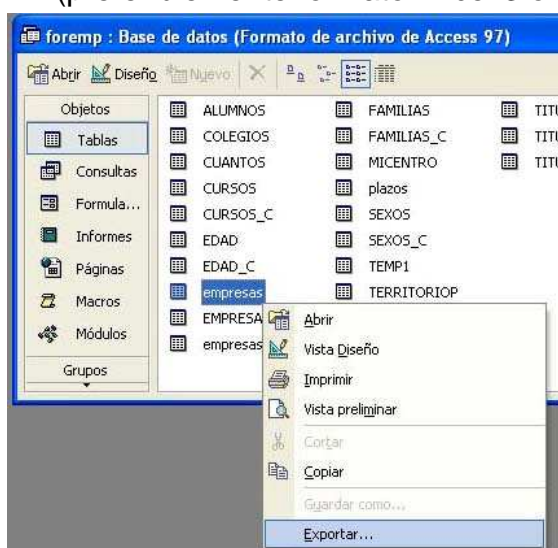 foremp : Base de datos (Formato de archivo de Access 97)
Abrir Diseño Nuevo
Objetos
Tablas
Consultas
Formula...
Informes
Páginas
Macros
Módulos
Grupos
ALUMNOS
COLEGIOS
CUANTOS
CURSOS
CURSOS_C
EDAD
EDAD_C
empresas
EMPRESA
empresas
FAMILIAS
FAMILIAS_C
MICENTRO
plazos
SEXOS
SEXOS_C
TEMP1
TERRITORIOP
TITU
TITU
TITU
Abrir
Vista Diseño
Imprimir
Vista preliminar
Cortar
Copiar
Guardar como...
Exportar...